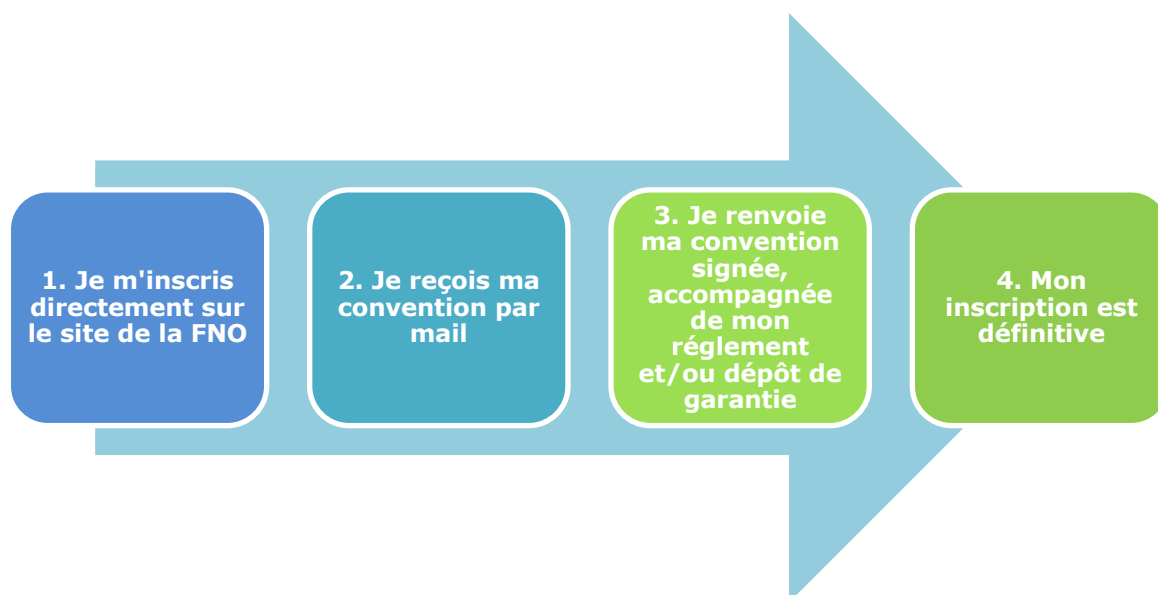 1. Je m'inscris
directement sur
le site de la FNO
2. Je reçois ma
convention par
mail
3. Je renvoie
ma convention
signée,
accompagnée
de mon
réglement
et/ou dépôt de
garantie
4. Mon
inscription est
définitive